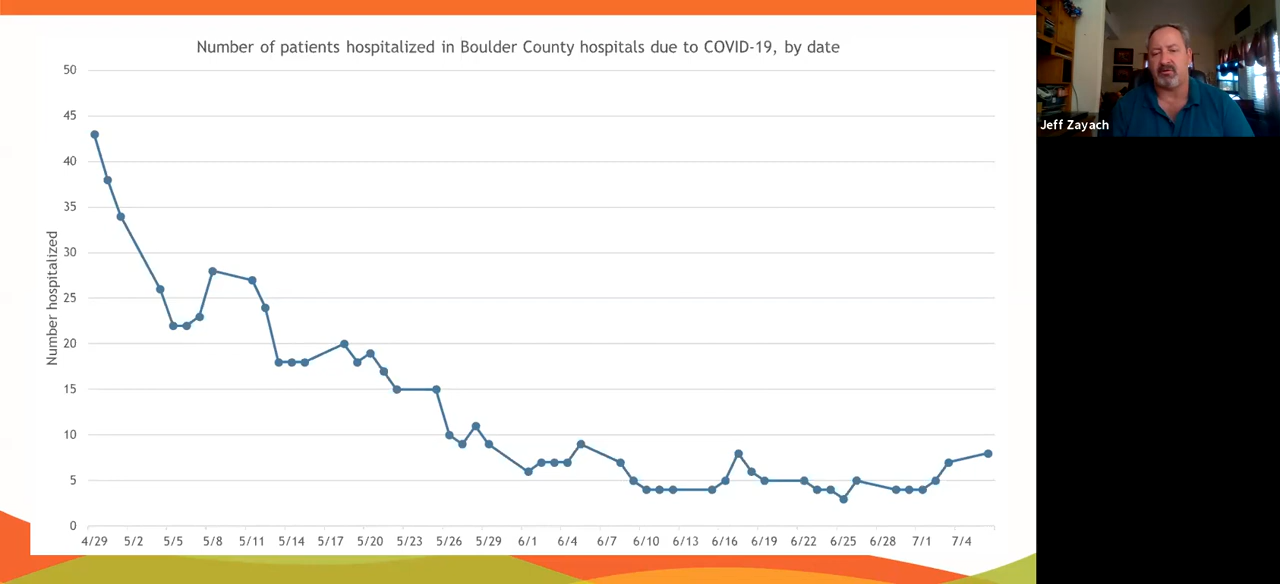 Number of patients hospitalized in Boulder County hospitals due to COVID-19, by date
Jeff Zayach
Number hospitalized
50
45
40
35
30
25
20
15
10
5
0
4/29 5/2 5/5 5/8 5/11 5/14 5/17 5/20 5/23 5/26 5/29 6/1 6/4 6/7 6/10 6/13 6/16 6/19 6/22 6/25 6/28 7/1 7/4